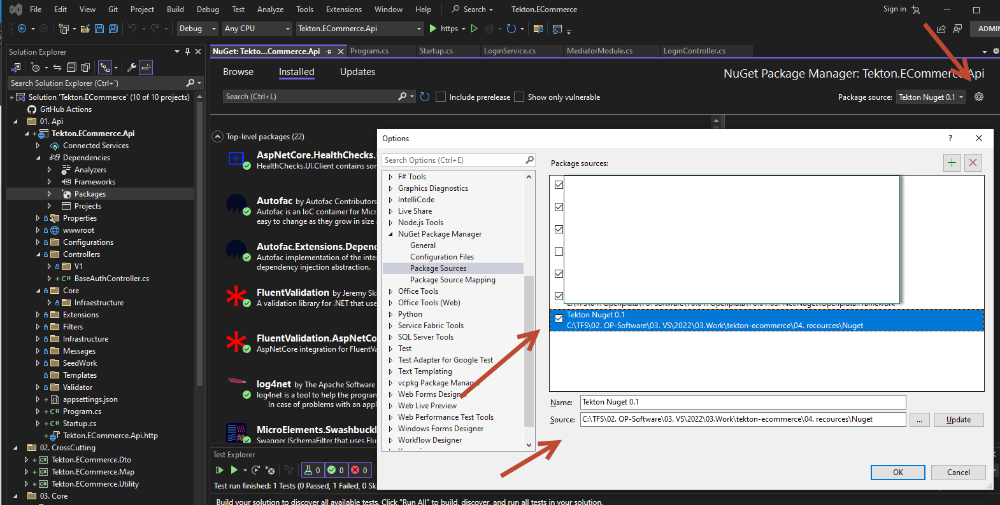 File Edit View Git Project Build Debug Test Analyze Tools Extensions Window Help Search Tekton.ECommerce Sign in
Debug Any CPU Tekton.ECommerce.Api https ADMIN
Solution Explorer
Search Solution Explorer (Ctrl+`)
Solution 'Tekton.ECommerce' (10 of 10 projects)
GitHub Actions
01. Api
Tekton.ECommerce.Api
Connected Services
Dependencies
Analyzers
Frameworks
Packages
Projects
Properties
wwwroot
Configurations
Controllers
V1
BaseAuthController.cs
Core
Infraestructure
Extensions
Filters
Infrastructure
Messages
SeedWork
Templates
Validator
appsettings.json
Program.cs
Startup.cs
Tekton.ECommerce.Api.http
02. CrossCutting
Tekton.ECommerce.Dto
Tekton.ECommerce.Map
Tekton.ECommerce.Utility
03. Core
NuGet: Tekto...Commerce.Api Program.cs Startup.cs LoginService.cs MediatorModule.cs LoginController.cs
Browse Installed Updates
NuGet Package Manager: Tekton.ECommerce.Api
Search (Ctrl+L) Include prerelease Show only vulnerable Package source: Tekton Nuget 0.1
Top-level packages (22)
AspNetCore.HealthChecks.
HealthChecks.UI.Client contains sor
Autofac by Autofac Contributors
Autofac is an IoC container for Micr
easy to change as they grow in size
Autofac.Extensions.Depend
Autofac implementation of the inte
dependency injection abstraction.
FluentValidation by Jeremy Ski
A validation library for .NET that use
FluentValidation.AspNetCo
AspNetCore integration for FluentVa
log4net by The Apache Software
log4net is a tool to help the program
In case of problems with an appl
MicroElements.Swashbuckl
Swagger ISchemaFilter that uses Flu
Options
Search Options (Ctrl+E)
F# Tools
Graphics Diagnostics
IntelliCode
Live Share
Node.js Tools
NuGet Package Manager
General
Configuration Files
Package Sources
Package Source Mapping
Office Tools
Office Tools (Web)
Python
Service Fabric Tools
SQL Server Tools
Test
Test Adapter for Google Test
Text Templating
vcpkg Package Manager
Web Forms Designer
Web Live Preview
Web Performance Test Tools
Windows Forms Designer
Workflow Designer
Package sources:
Tekton Nuget 0.1
C:\TFS\02. OP-Software\03. VS\2022\03.Work\tekton-ecommerce\04. recources\Nuget
Name: Tekton Nuget 0.1
Source: C:\TFS\02. OP-Software\03. VS\2022\03.Work\tekton-ecommerce\04. recources\Nuget ... Update
OK Cancel
Test Explorer
0 0 0
Test run finished: 1 Tests (0 Passed, 1 Failed, 0 Sk
Build your solution to discover all available tests. Click "Run All" to build, discover, and run all tests in your solution.